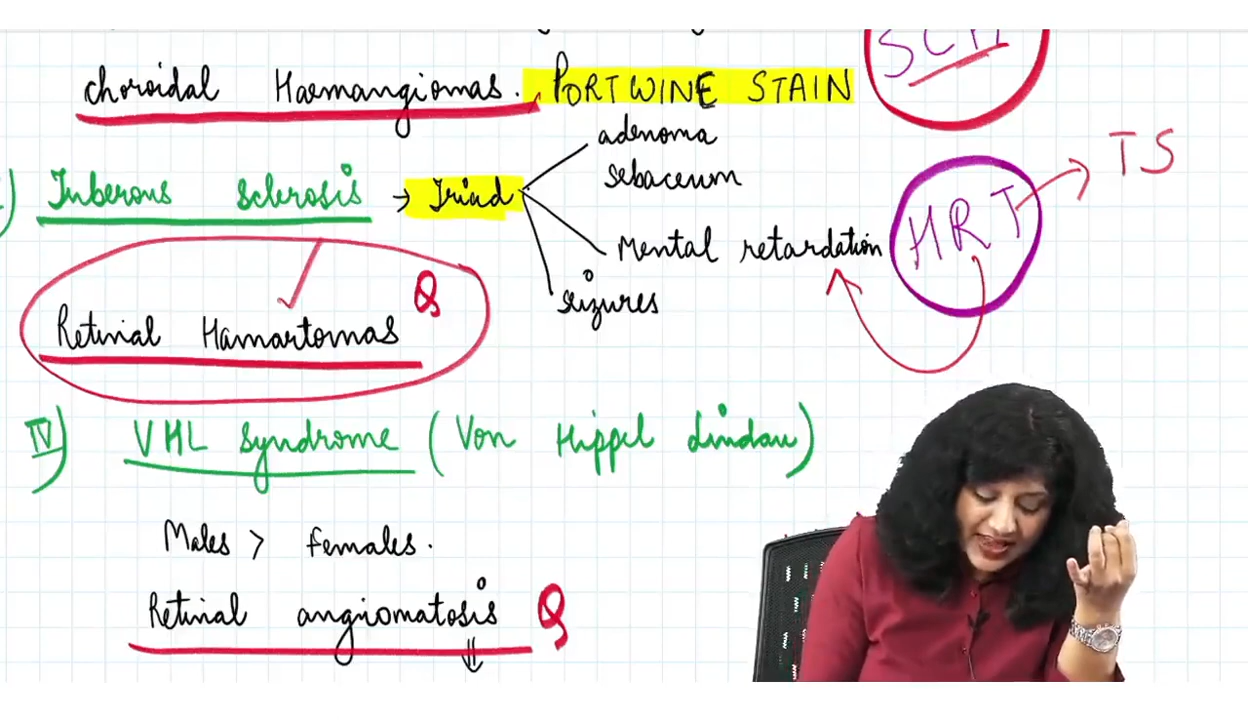 SCH
choroidal Haemangiomas. PORTWINE STAIN
Tuberous sclerosis → Triad
adenoma
sebaceum
Mental retardation
seizures
HRT → TS
Retinal Hamartomas Q
IV) VHL syndrome (Von Hippel Lindau)
Males > females.
Retinal angiomatosis Q